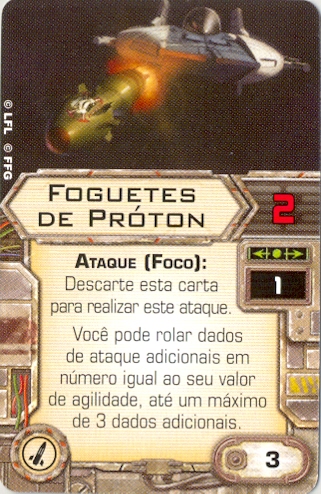 © LFL © FFG
FOGUETES
DE PRÓTON
2
ATAQUE (FOCO):
1
Descarte esta carta
para realizar este ataque.
Você pode rolar dados
de ataque adicionais em
número igual ao seu valor
de agilidade, até um máximo
de 3 dados adicionais.
3